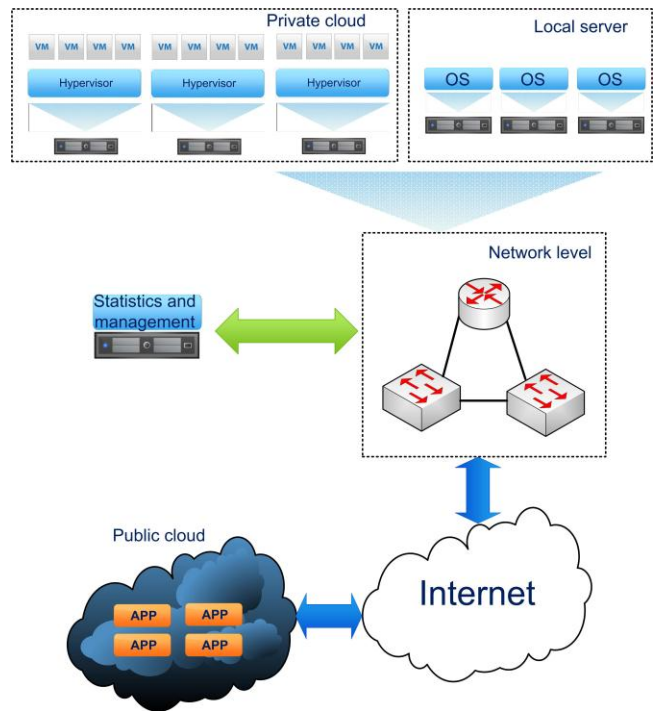 Private cloud
VM VM VM VM VM VM VM VM VM VM VM VM
Hypervisor Hypervisor Hypervisor
Local server
OS OS OS
Network level
Statistics and
management
Public cloud
APP APP
APP APP
Internet